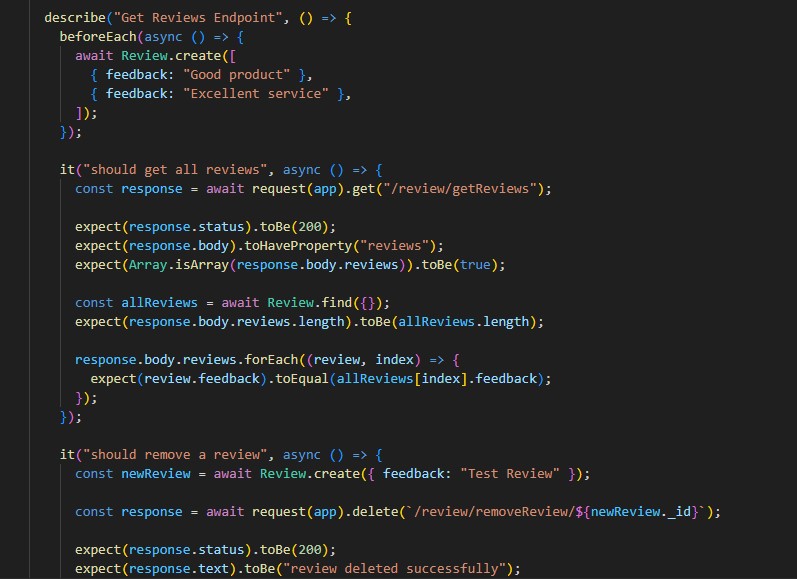 describe("Get Reviews Endpoint", () => {
beforeEach(async () => {
await Review.create([
{ feedback: "Good product" },
{ feedback: "Excellent service" },
]);
});
it("should get all reviews", async () => {
const response = await request(app).get("/review/getReviews");
expect(response.status).toBe(200);
expect(response.body).toHaveProperty("reviews");
expect(Array.isArray(response.body.reviews)).toBe(true);
const allReviews = await Review.find({});
expect(response.body.reviews.length).toBe(allReviews.length);
response.body.reviews.forEach((review, index) => {
expect(review.feedback).toEqual(allReviews[index].feedback);
});
});
it("should remove a review", async () => {
const newReview = await Review.create({ feedback: "Test Review" });
const response = await request(app).delete(`/review/removeReview/${newReview._id}`);
expect(response.status).toBe(200);
expect(response.text).toBe("review deleted successfully");